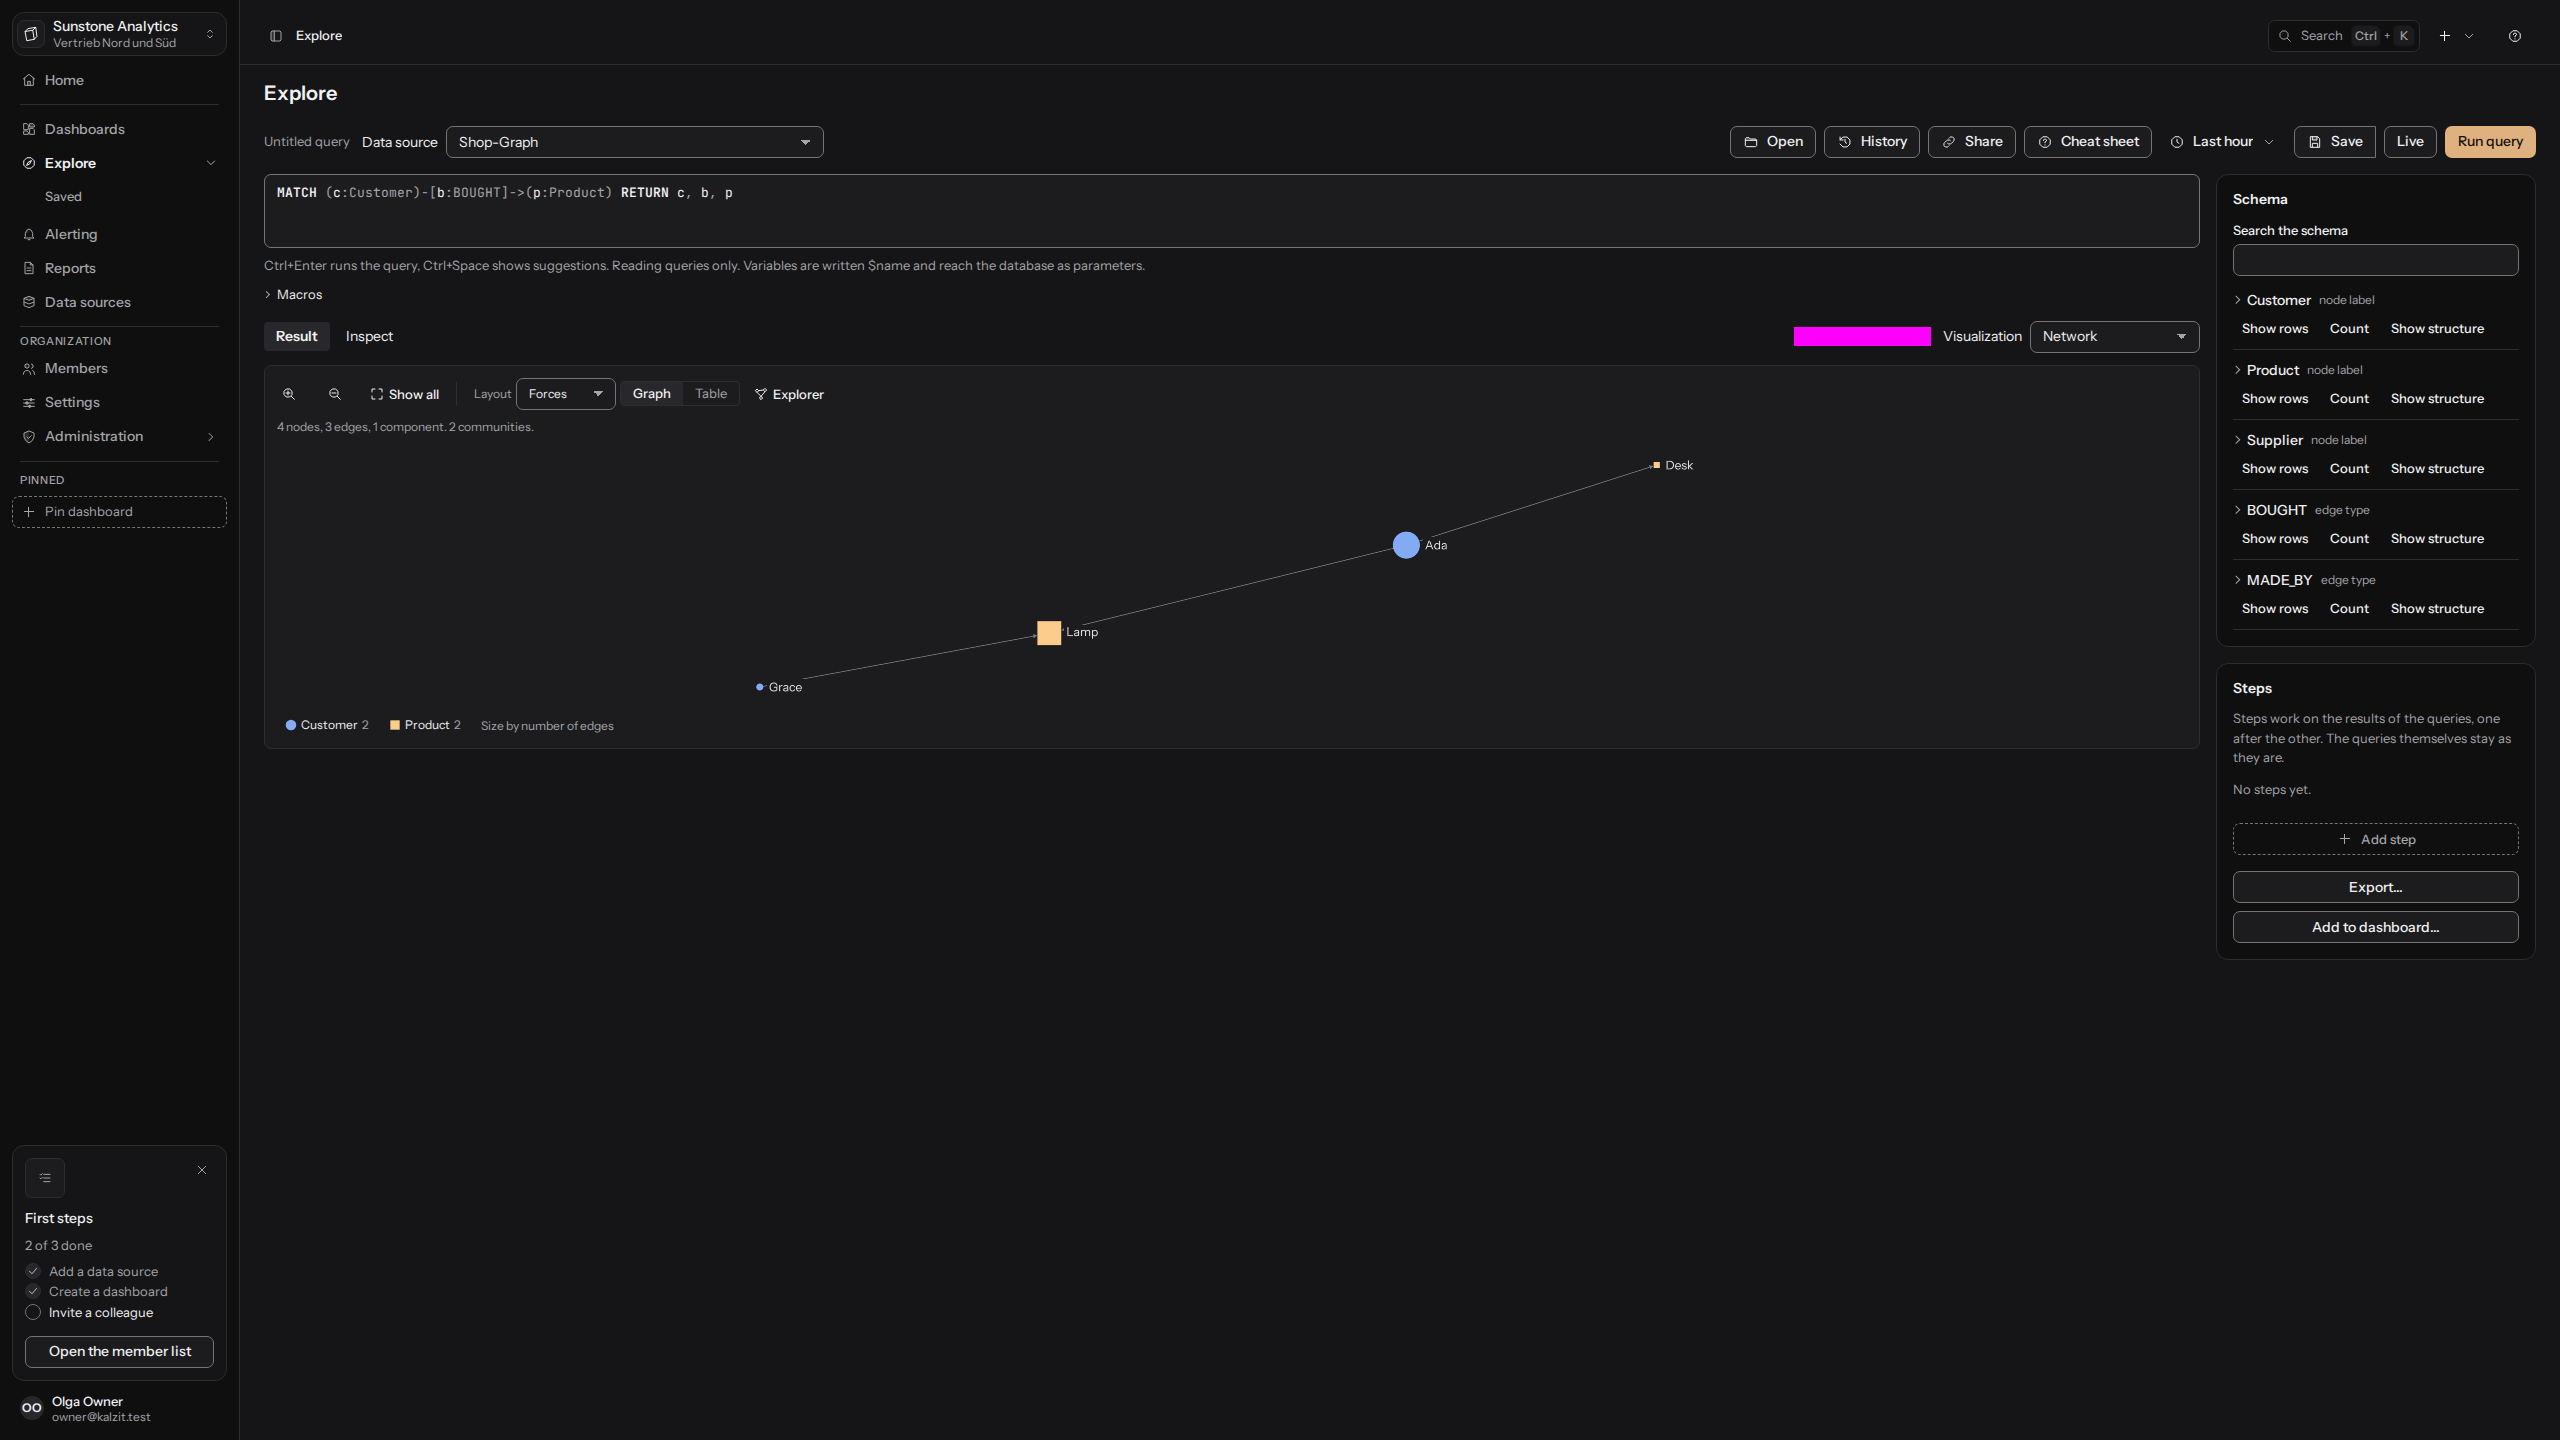 Sunstone Analytics
Vertrieb Nord und Süd
Home
Dashboards
Explore
Saved
Alerting
Reports
Data sources
ORGANIZATION
Members
Settings
Administration
PINNED
Pin dashboard
First steps
2 of 3 done
Add a data source
Create a dashboard
Invite a colleague
Open the member list
OO
Olga Owner
owner@kalzit.test
Explore
Search Ctrl + K
Explore
Untitled query Data source Shop-Graph
Open History Share Cheat sheet Last hour Save Live Run query
MATCH (c:Customer)-[b:BOUGHT]->(p:Product) RETURN c, b, p
Ctrl+Enter runs the query, Ctrl+Space shows suggestions. Reading queries only. Variables are written $name and reach the database as parameters.
Macros
Result Inspect
Visualization Network
Show all Layout Forces Graph Table Explorer
4 nodes, 3 edges, 1 component. 2 communities.
Desk
Ada
Lamp
Grace
Customer 2 Product 2 Size by number of edges
Schema
Search the schema
Customer node label
Show rows Count Show structure
Product node label
Show rows Count Show structure
Supplier node label
Show rows Count Show structure
BOUGHT edge type
Show rows Count Show structure
MADE_BY edge type
Show rows Count Show structure
Steps
Steps work on the results of the queries, one
after the other. The queries themselves stay as
they are.
No steps yet.
Add step
Export...
Add to dashboard...